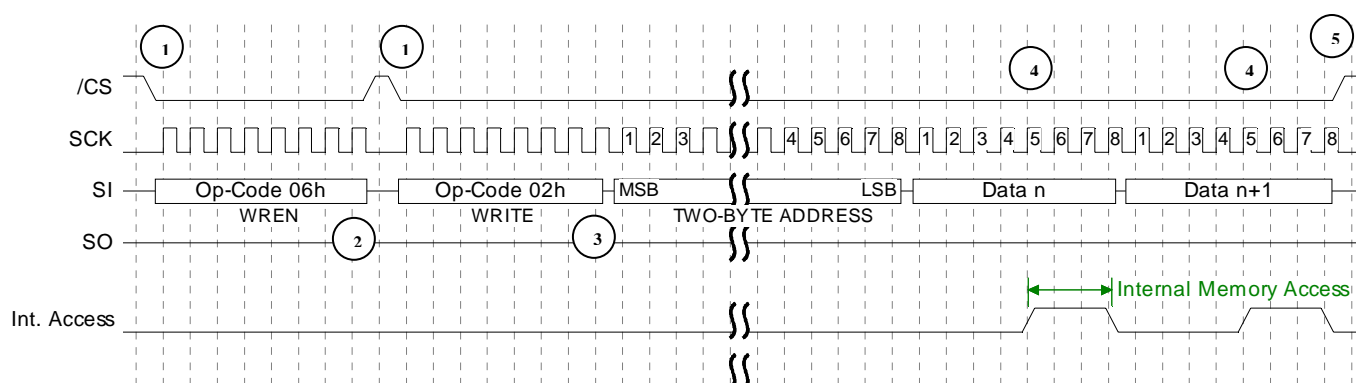 1 1 4 4 5
/CS
SCK 1 2 3 4 5 6 7 8 1 2 3 4 5 6 7 8 1 2 3 4 5 6 7 8
SI Op-Code 06h Op-Code 02h MSB LSB Data n Data n+1
WREN WRITE TWO-BYTE ADDRESS
SO 2 3
Internal Memory Access
Int. Access